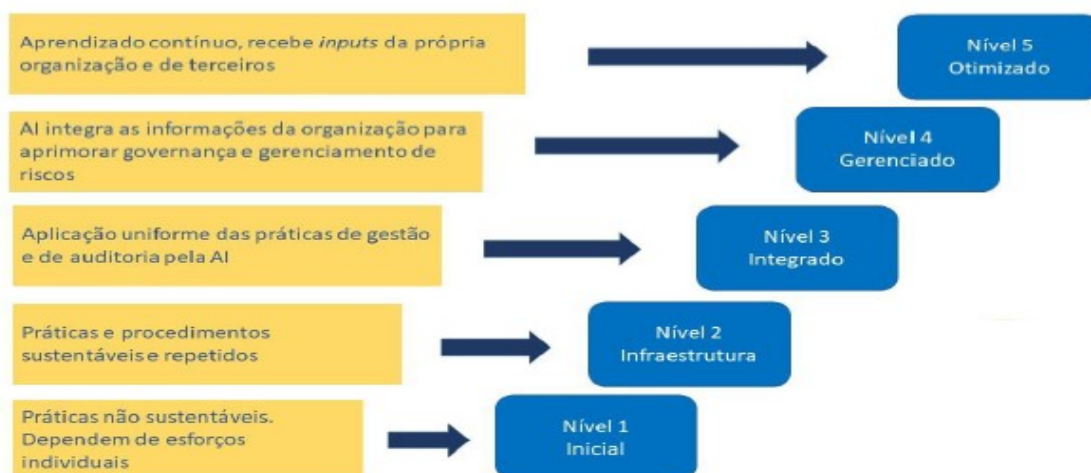 Aprendizado contínuo, recebe inputs da própria
organização e de terceiros
Nível 5
Otimizado
AI integra as informações da organização para
aprimorar governança e gerenciamento de
riscos
Nível 4
Gerenciado
Aplicação uniforme das práticas de gestão
e de auditoria pela AI
Nível 3
Integrado
Práticas e procedimentos
sustentáveis e repetidos
Nível 2
Infraestrutura
Práticas não sustentáveis.
Dependem de esforços
individuais
Nível 1
Inicial